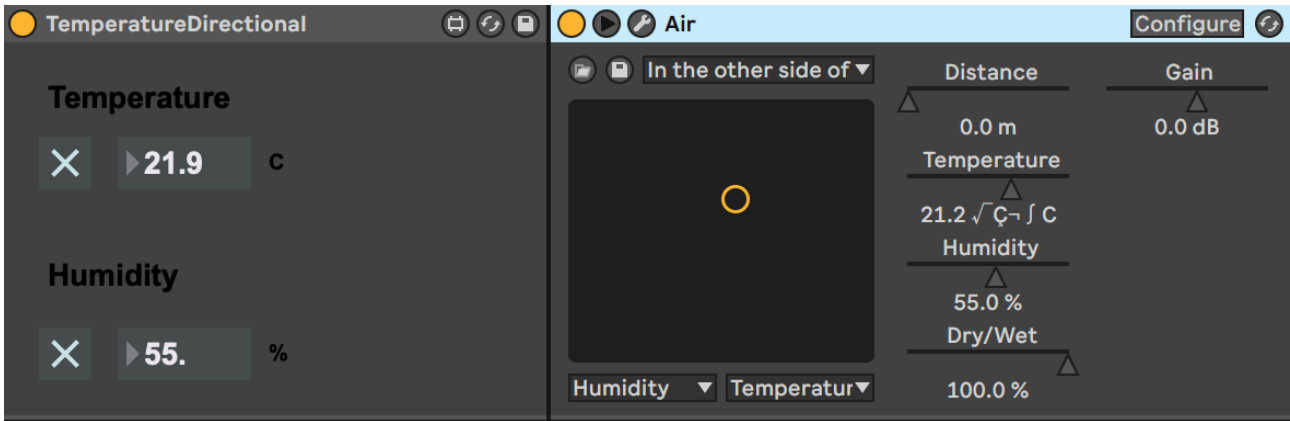 TemperatureDirectional
Temperature
21.9 C
Humidity
55. %
Air Configure
In the other side of
Humidity Temperatur
Distance
0.0 m
Temperature
21.2 √Ç¬∫ C
Humidity
55.0 %
Dry/Wet
100.0 %
Gain
0.0 dB